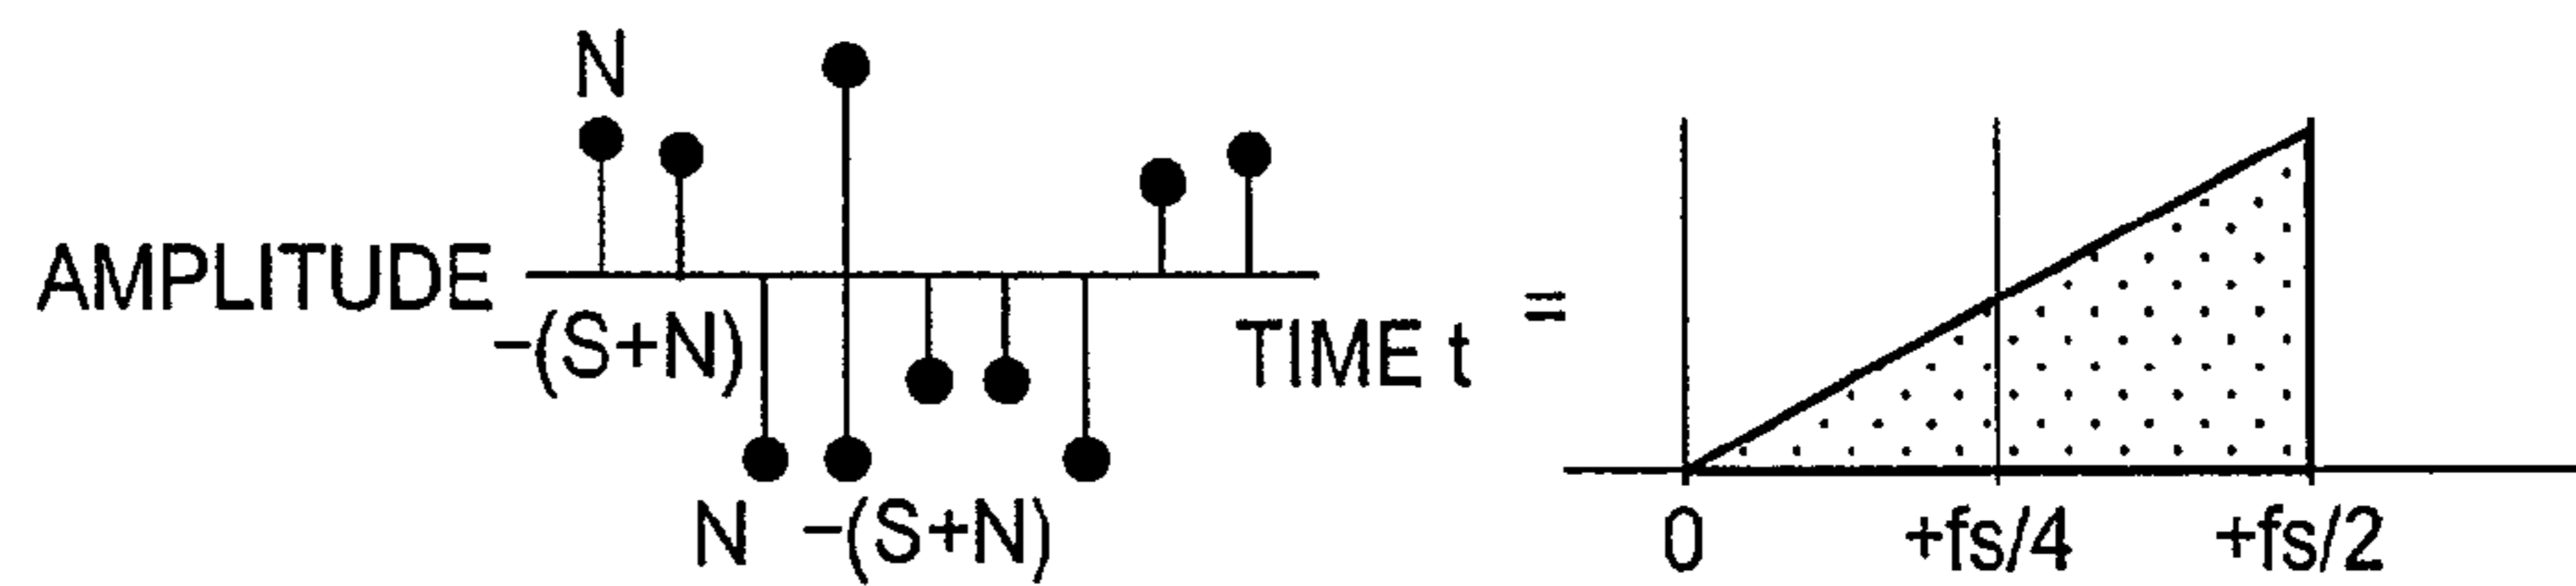 N
AMPLITUDE
-(S+N)
TIME t
=
N -(S+N)
0 +fs/4 +fs/2